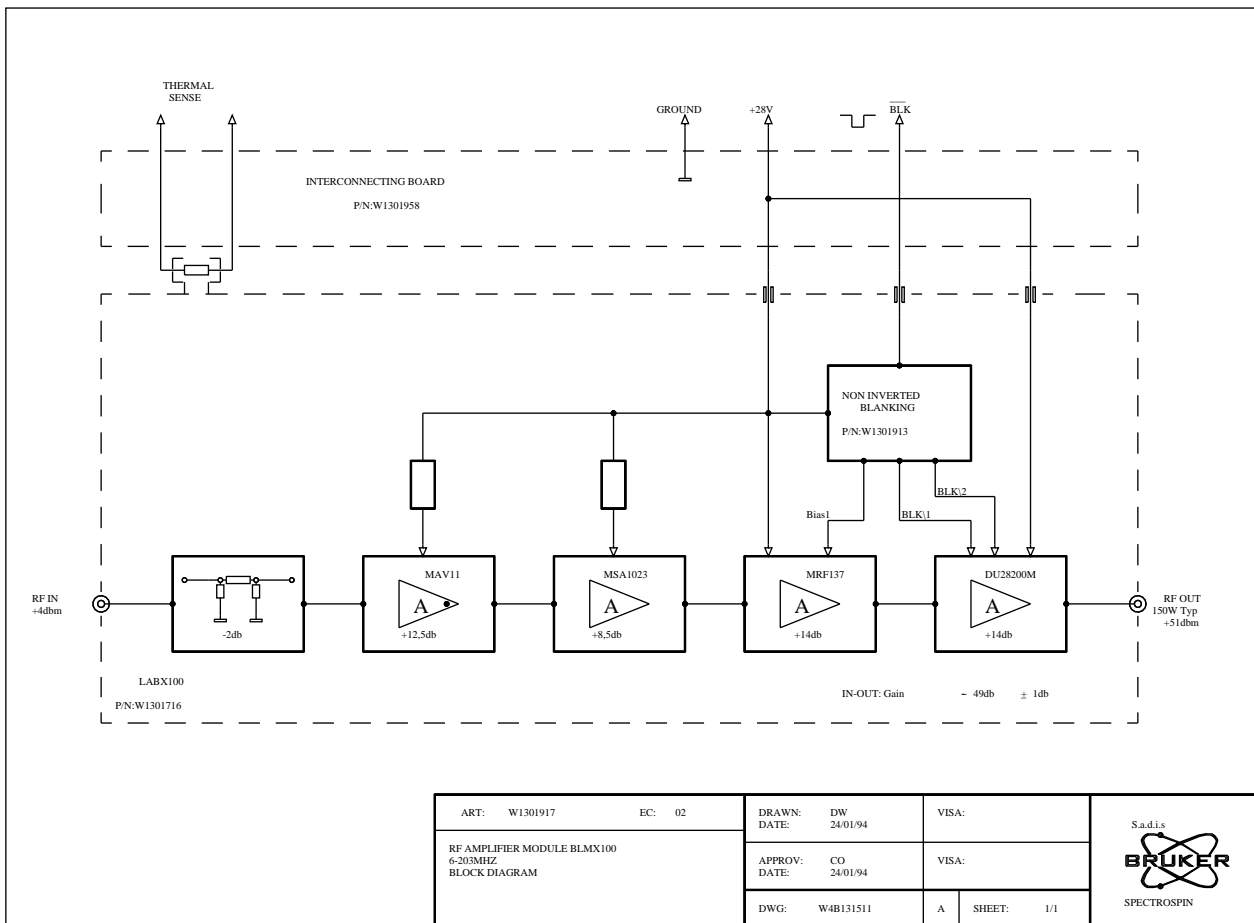 THERMAL
SENSE
GROUND
+28V
BLK
INTERCONNECTING BOARD
P/N:W1301958
NON INVERTED
BLANKING
P/N:W1301913
Bias1
BLK\1
BLK\2
MAV11
MSA1023
MRF137
DU28200M
RF IN
+4dbm
A
A
A
A
RF OUT
150W Typ
+51dbm
-2db
+12,5db
+8,5db
+14db
+14db
LABX100
P/N:W1301716
IN-OUT: Gain ~ 49db ± 1db
ART: W1301917 EC: 02
RF AMPLIFIER MODULE BLMX100
6-203MHZ
BLOCK DIAGRAM
DRAWN: DW
DATE: 24/01/94
VISA:
APPROV: CO
DATE: 24/01/94
VISA:
DWG: W4B131511 A SHEET: 1/1
S.a.d.i.s
BRUKER
SPECTROSPIN